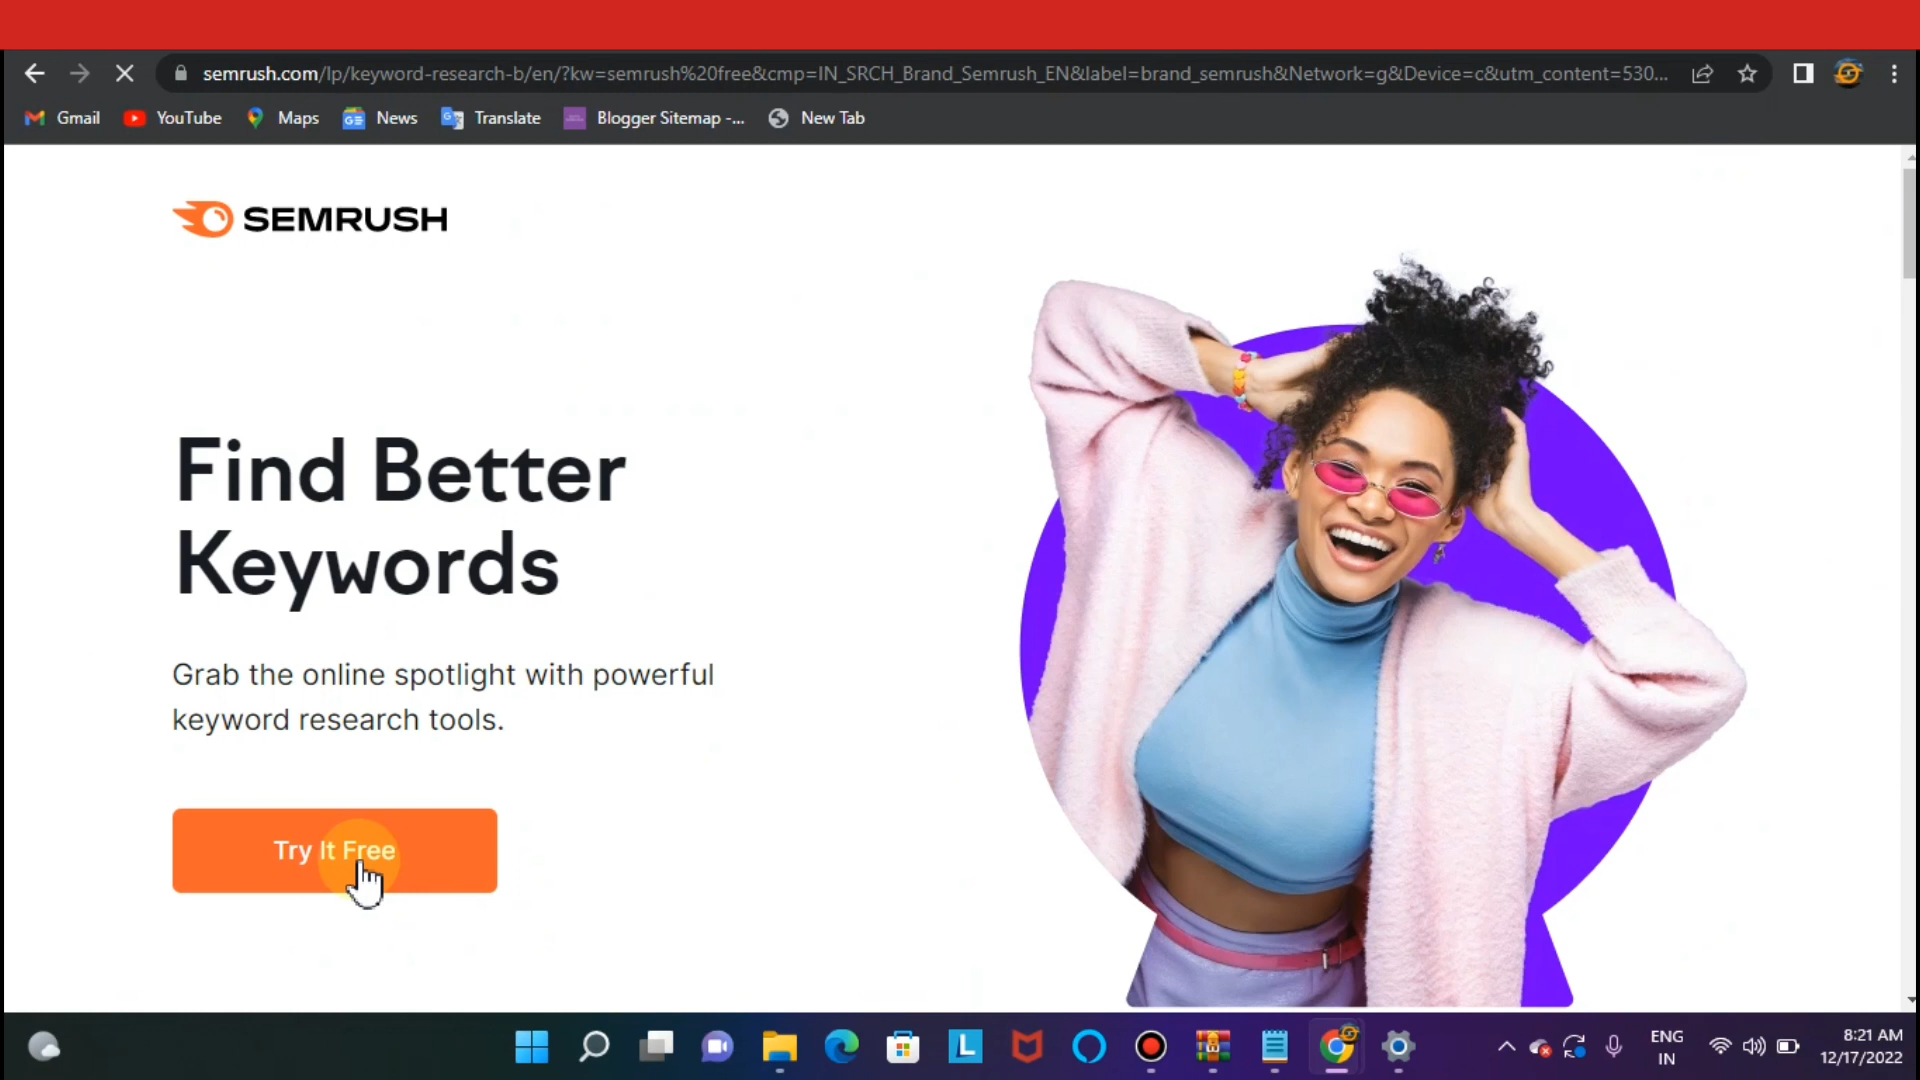 semrush.com/lp/keyword-research-b/en/?kw=semrush%20free&cmp=IN_SRCH_Brand_Semrush_EN&label=brand_semrush&Network=g&Device=c&utm_content=530...
Gmail YouTube Maps News Translate Blogger Sitemap -... New Tab
SEMRUSH
Find Better
Keywords
Grab the online spotlight with powerful
keyword research tools.
Try It Free
ENG 8:21 AM
IN 12/17/2022